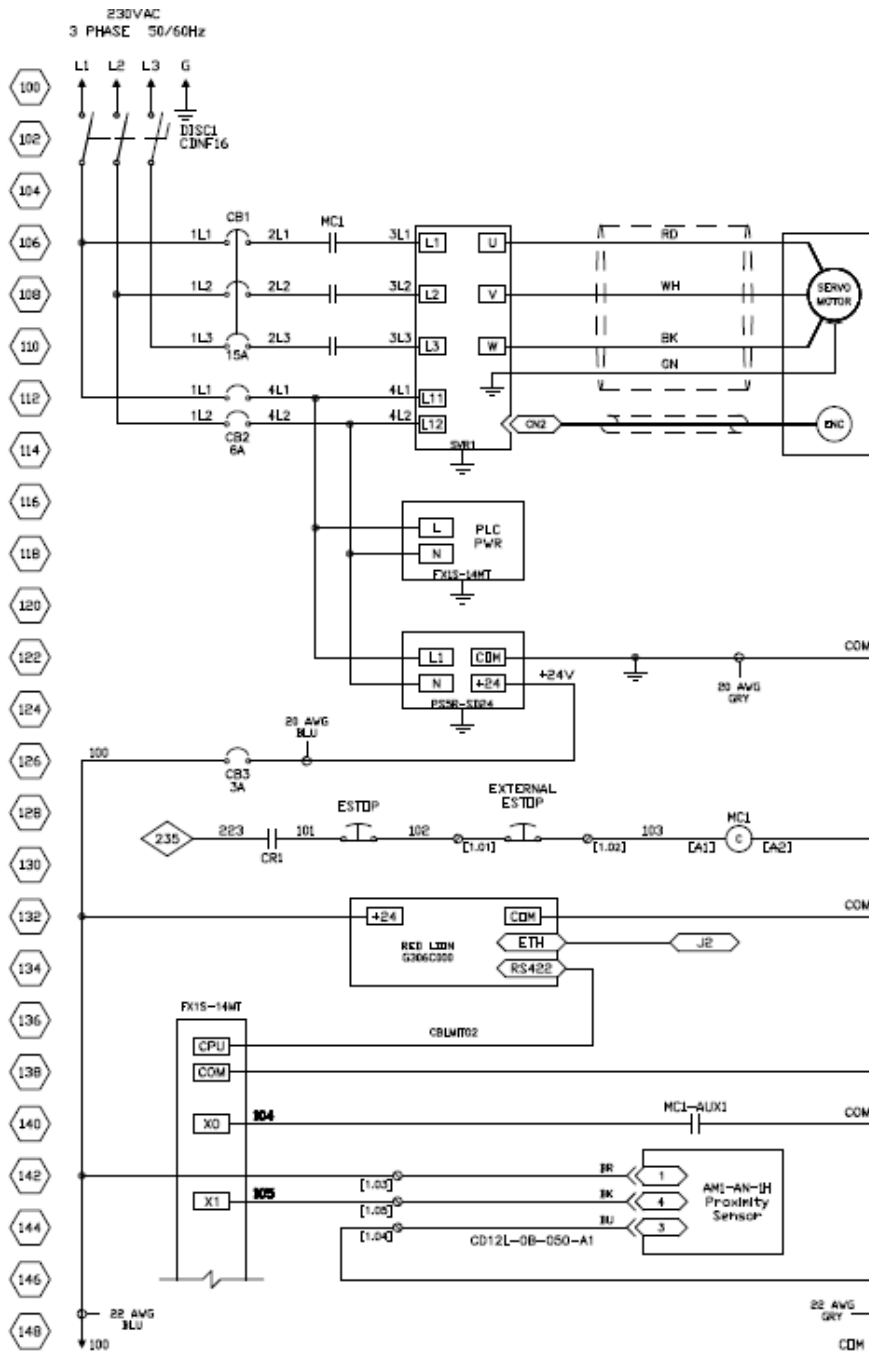 230VAC
3 PHASE 50/60Hz
L1 L2 L3 G
100
DISC1
102
CDNF16
104
CB1
MC1
106
1L1 2L1 3L1 L1 U RD
108
1L2 2L2 3L2 L2 V WH
SERVO
MOTOR
110
1L3 2L3 3L3 L3 W BK
15A
GN
112
1L1 4L1 4L1 L11
1L2 4L2 4L2 L12 CN2 ENC
CB2
6A
114
SVR1
116
L PLC
PWR
118
N
FX1S-14MT
120
122
L1 COM COM
N +24 +24V
20 AWG
GRY
124
PS5R-SD24
20 AWG
BLU
126
100
CB3
3A
128
ESTOP
EXTERNAL
ESTOP
MC1
235 223 101 102 [1.01] [1.02] 103 [A1] C [A2]
CR1
130
132
+24 COM COM
RED LION
G306C000
ETH J2
134
RS422
136
FX1S-14MT
CPU CBLMIT02
138
COM
MC1-AUX1
140
X0 104 COM
142
[1.03] BR 1
AM1-AN-1H
Proximity
Sensor
X1 105 [1.05] BK 4
144
[1.04] BU 3
CD12L-0B-050-A1
146
22 AWG
BLU
22 AWG
GRY
148
100 COM